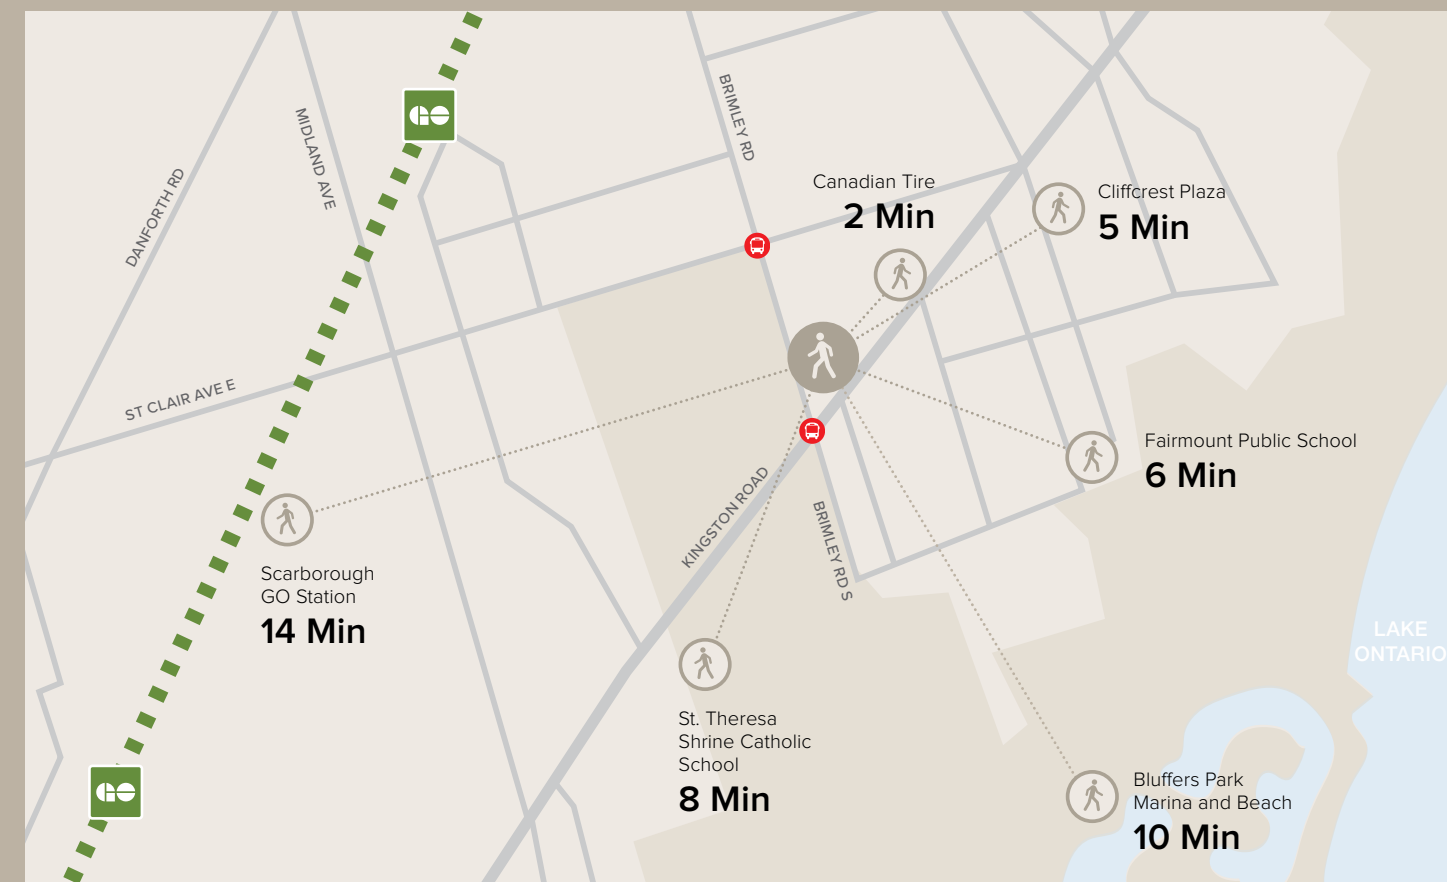 MIDLAND AVE
DANFORTH RD
BRIMLEY RD
Canadian Tire
2 Min
Cliffcrest Plaza
5 Min
ST CLAIR AVE E
Fairmount Public School
6 Min
KINGSTON ROAD
BRIMLEY RD S
Scarborough
GO Station
14 Min
LAKE
ONTARIO
St. Theresa
Shrine Catholic
School
8 Min
Bluffers Park
Marina and Beach
10 Min
GO
GO